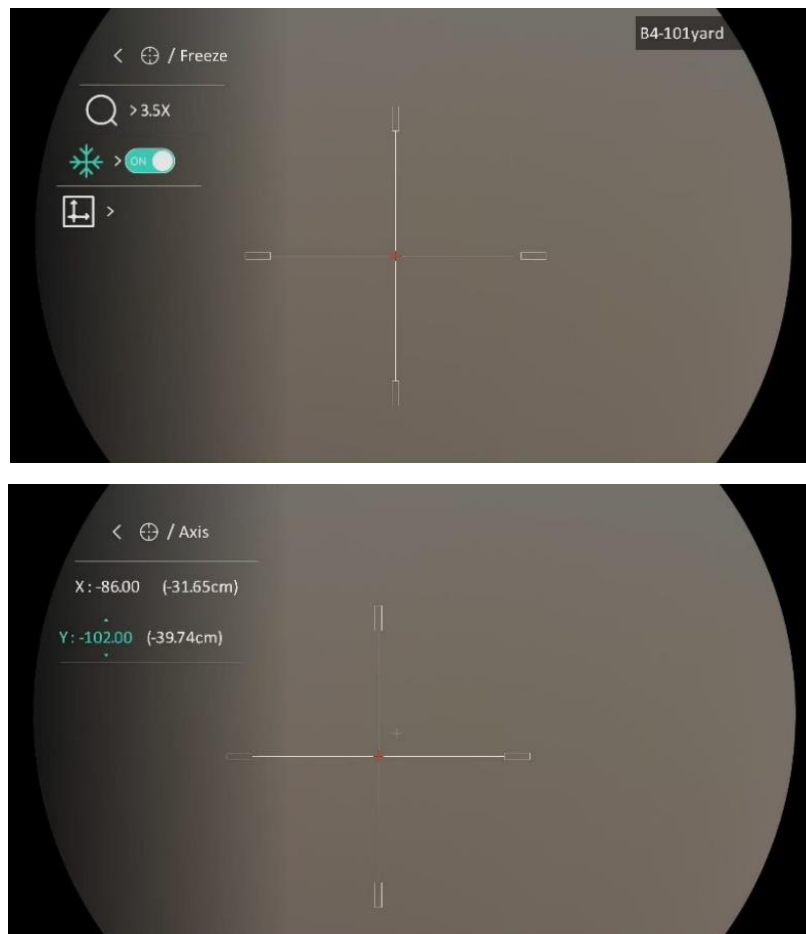 B4-101yard
< / Freeze
> 3.5X
> ON
>
< / Axis
X : -86.00 (-31.65cm)
Y : -102.00 (-39.74cm)